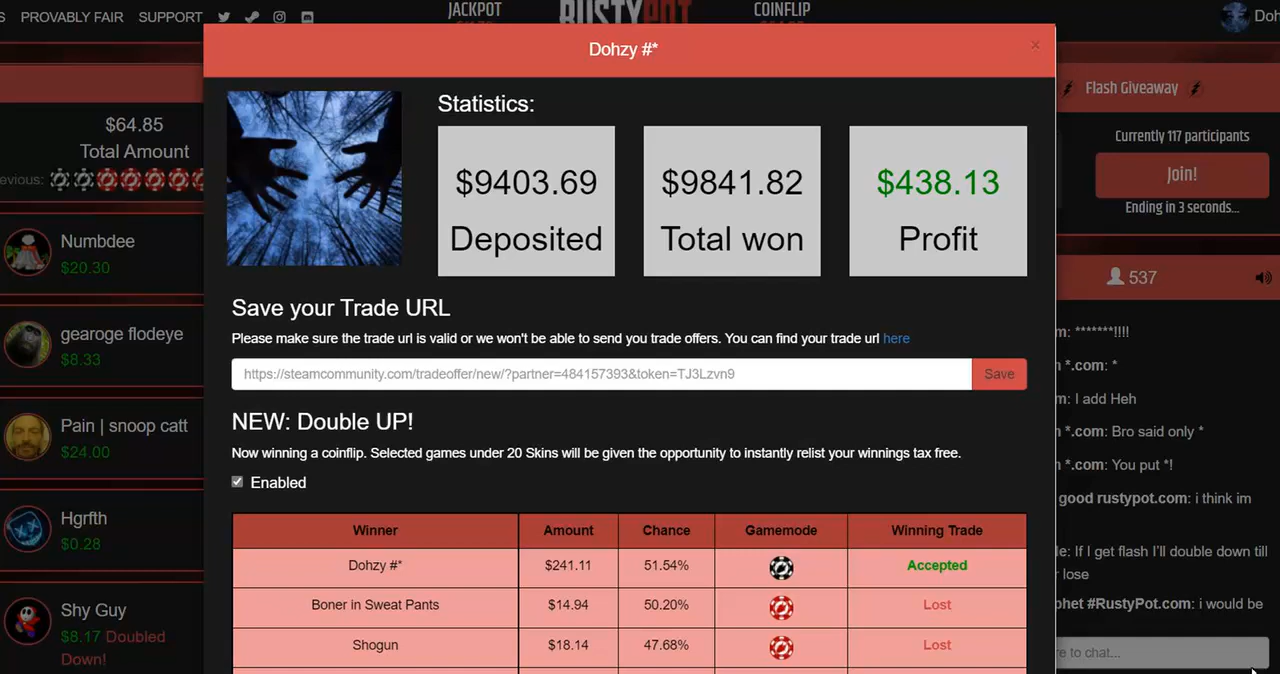 S PROVABLY FAIR SUPPORT
JACKPOT
RUSTYPOT
COINFLIP
Doh
Dohzy #*
×
$64.85
Total Amount
evious:
Numbdee
$20.30
gearoge flodeye
$8.33
Pain | snoop catt
$24.00
Hgrfth
$0.28
Shy Guy
$8.17 Doubled
Down!
Statistics:
$9403.69
Deposited
$9841.82
Total won
$438.13
Profit
Save your Trade URL
Please make sure the trade url is valid or we won't be able to send you trade offers. You can find your trade url here
https://steamcommunity.com/tradeoffer/new/?partner=484157393&token=TJ3Lzvn9
Save
NEW: Double UP!
Now winning a coinflip. Selected games under 20 Skins will be given the opportunity to instantly relist your winnings tax free.
Enabled
Winner Amount Chance Gamemode Winning Trade
Dohzy #* $241.11 51.54% Accepted
Boner in Sweat Pants $14.94 50.20% Lost
Shogun $18.14 47.68% Lost
Flash Giveaway
Currently 117 participants
Join!
Ending in 3 seconds...
537
m: *******!!!!
*.com: *
m: I add Heh
*.com: Bro said only *
*.com: You put *!
good rustypot.com: i think im
le: If I get flash I'll double down till
r lose
phet #RustyPot.com: i would be
re to chat...